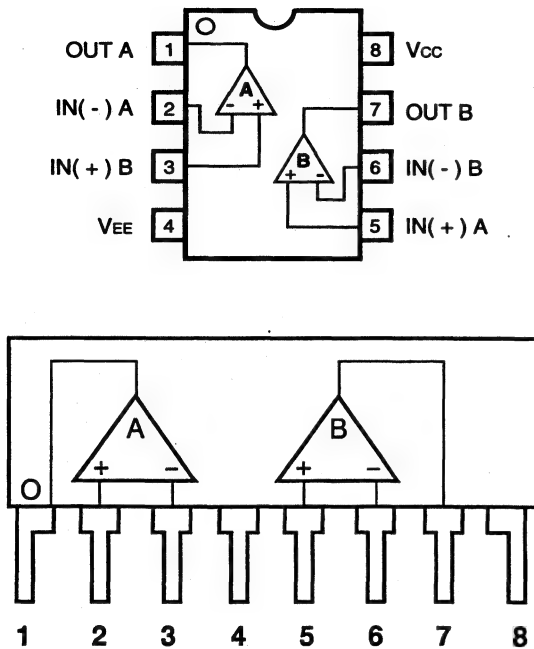 OUT A 1 8 VCC
IN( - ) A 2 A 7 OUT B
- +
IN( + ) B 3 B 6 IN( - ) B
+ -
VEE 4 5 IN( + ) A
A B
+ - + -
1 2 3 4 5 6 7 8